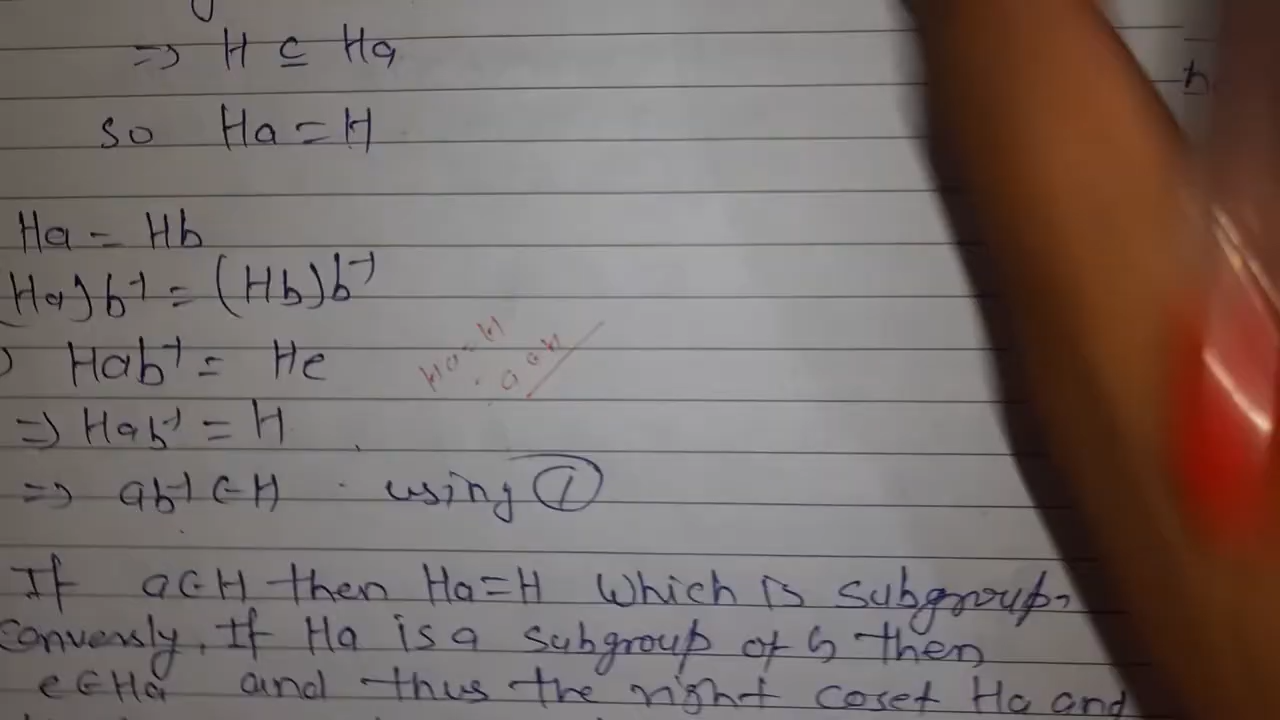 => H ⊆ Ha
so Ha = H
Ha = Hb
(Ha)b⁻¹ = (Hb)b⁻¹
) Hab⁻¹ = He
Ha = H
a ∈ H
=> Hab⁻¹ = H
=> ab⁻¹ ∈ H . using ①
If a ∈ H then Ha = H which is subgroup.
Conversly, If Ha is a subgroup of G then
e ∈ Ha and thus the right coset Ha and